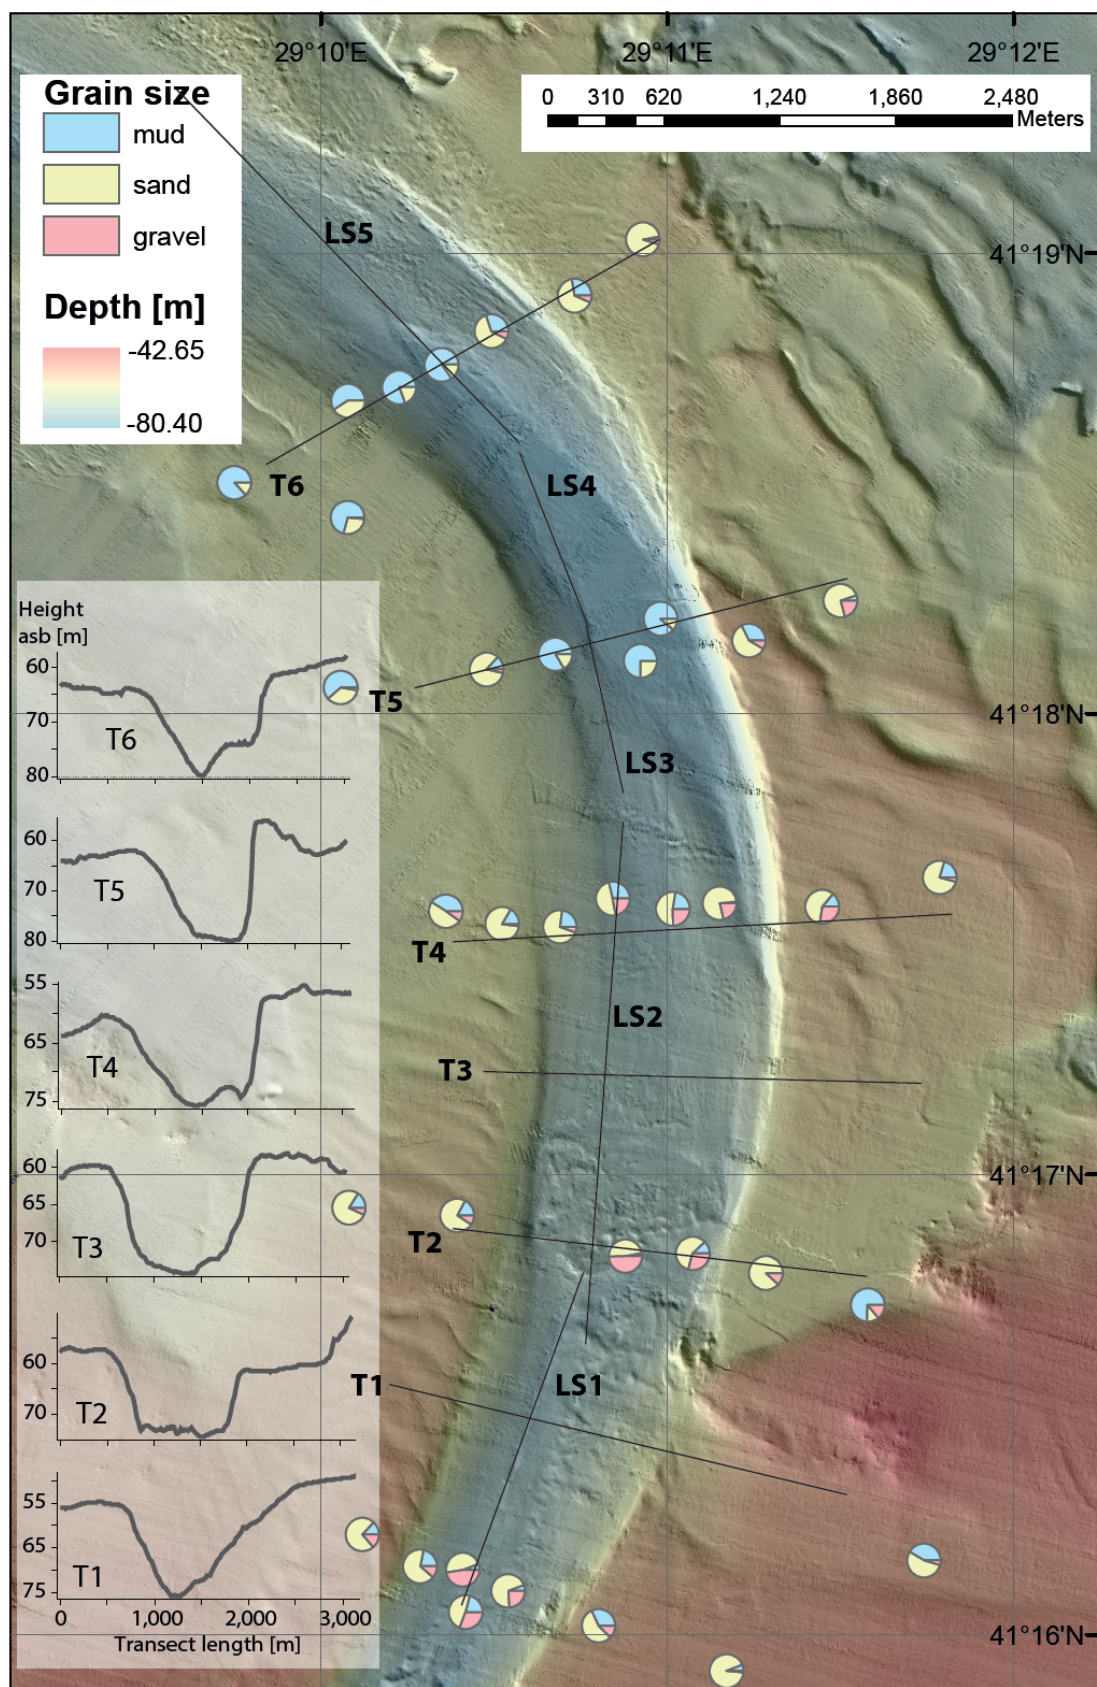 29°10'E
29°11'E
29°12'E
Grain size
mud
sand
gravel
Depth [m]
-42.65
-80.40
0 310 620 1,240 1,860 2,480
Meters
LS5
41°19'N
T6
LS4
Height
asb [m]
60
70
80
T6
T5
41°18'N
LS3
60
70
80
T5
T4
LS2
55
65
75
T4
T3
60
65
70
T3
41°17'N
T2
60
70
T2
T1
LS1
55
65
75
T1
0 1,000 2,000 3,000
Transect length [m]
41°16'N